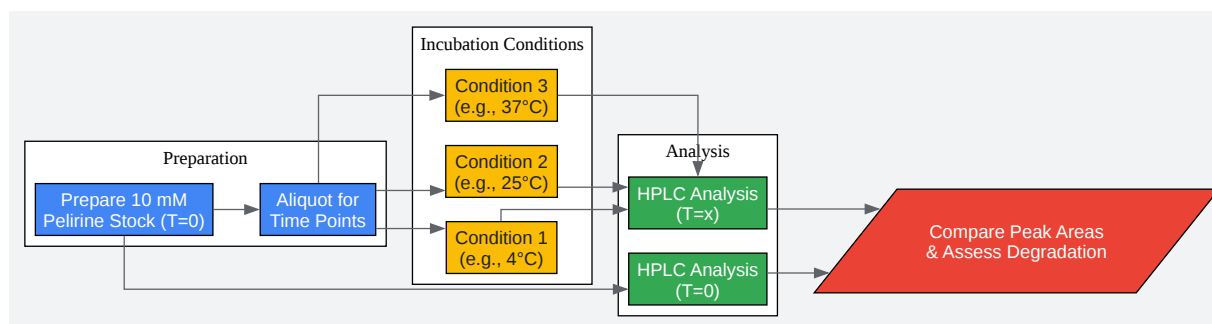 Incubation Conditions
Condition 3
(e.g., 37°C)
Preparation
Analysis
Prepare 10 mM
Pelirine Stock (T=0)
Aliquot for
Time Points
Condition 2
(e.g., 25°C)
HPLC Analysis
(T=x)
Condition 1
(e.g., 4°C)
HPLC Analysis
(T=0)
Compare Peak Areas
& Assess Degradation